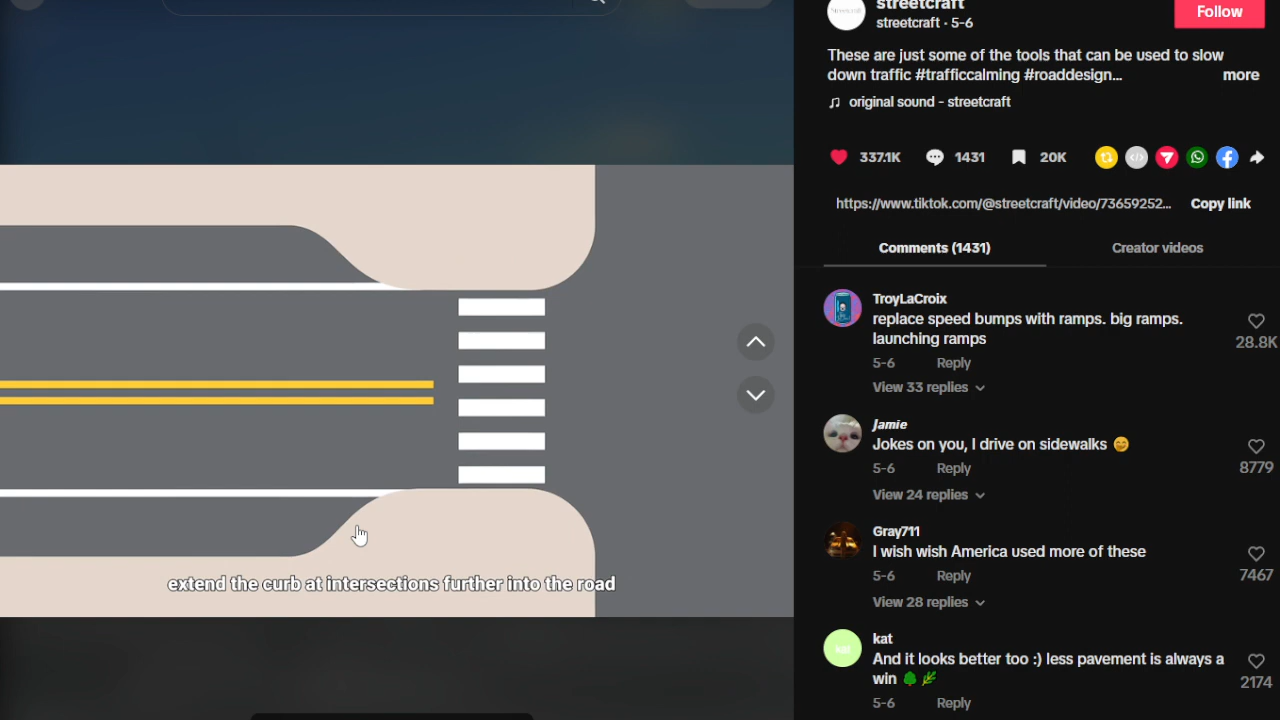 streetcraft
streetcraft · 5-6
Follow
These are just some of the tools that can be used to slow
down traffic #trafficcalming #roaddesign...
more
original sound - streetcraft
337.1K
1431
20K
https://www.tiktok.com/@streetcraft/video/73659252...
Copy link
Comments (1431)
Creator videos
TroyLaCroix
replace speed bumps with ramps. big ramps.
launching ramps
28.8K
5-6
Reply
View 33 replies
Jamie
Jokes on you, I drive on sidewalks 😊
8779
5-6
Reply
View 24 replies
Gray711
I wish wish America used more of these
7467
5-6
Reply
View 28 replies
kat
And it looks better too :) less pavement is always a
win 🌳🌿
2174
5-6
Reply
kat
extend the curb at intersections further into the road